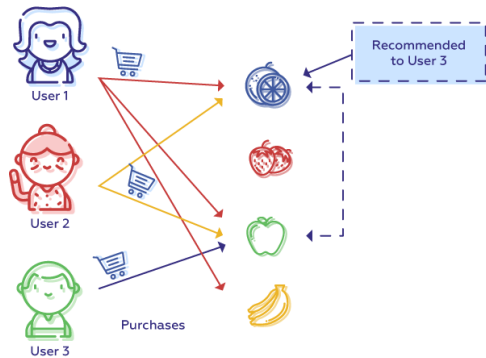 Recommended
to User 3
User 1
User 2
User 3
Purchases